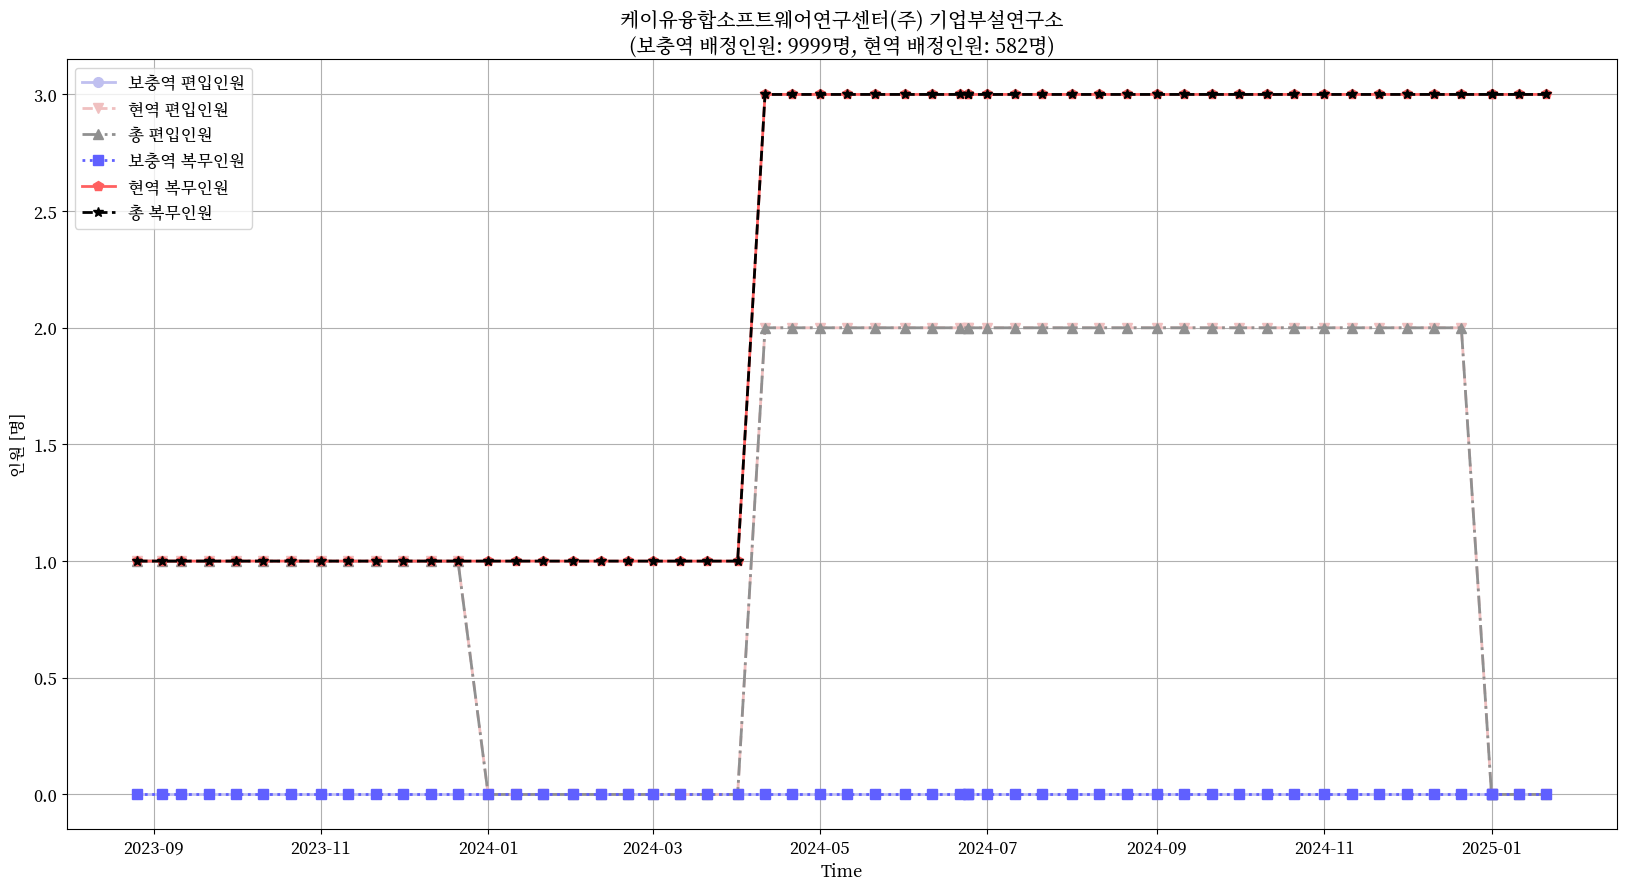 케이유융합소프트웨어연구센터(주) 기업부설연구소
(보충역 배정인원: 9999명, 현역 배정인원: 582명)
보충역 편입인원
현역 편입인원
총 편입인원
보충역 복무인원
현역 복무인원
총 복무인원
인원 [명]
3.0
2.5
2.0
1.5
1.0
0.5
0.0
2023-09
2023-11
2024-01
2024-03
2024-05
2024-07
2024-09
2024-11
2025-01
Time